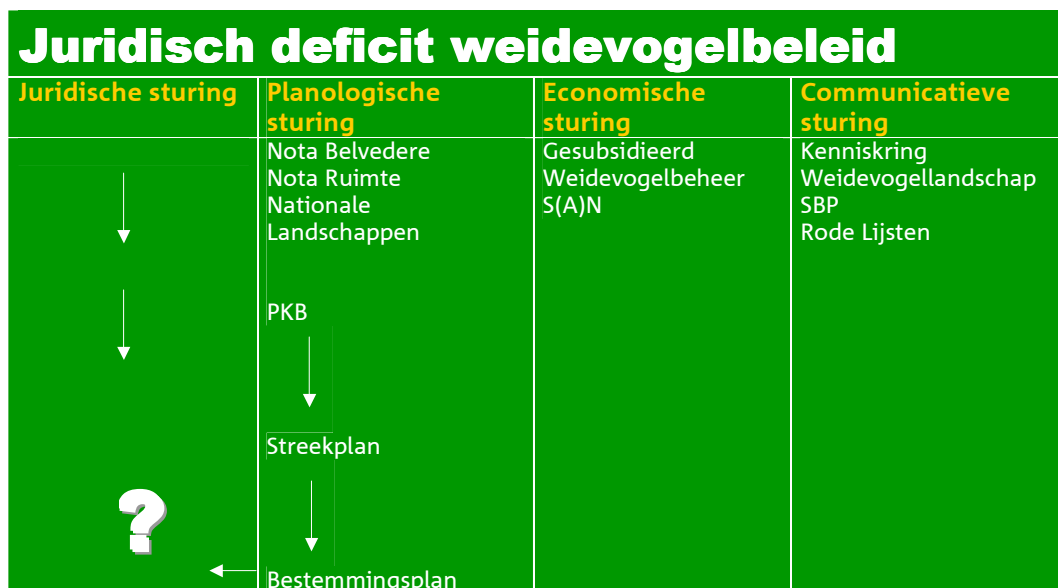 Juridisch deficit weidevogelbeleid
Juridische sturing
Planologische
sturing
Economische
sturing
Communicatieve
sturing
Nota Belvedere
Nota Ruimte
Nationale
Landschappen
PKB
Streekplan
Bestemmingsplan
Gesubsidieerd
Weidevogelbeheer
S(A)N
Kenniskring
Weidevogellandschap
SBP
Rode Lijsten
?